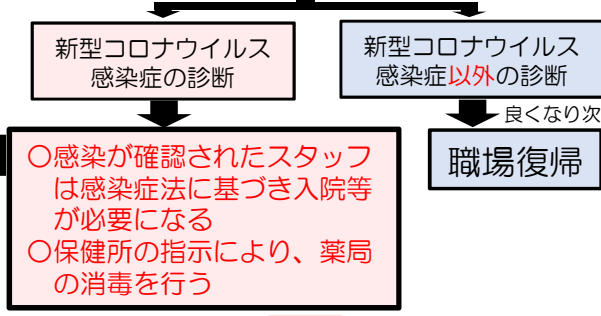 新型コロナウイルス
感染症の診断
新型コロナウイルス
感染症以外の診断
良くなり次
○感染が確認されたスタッフ
は感染症法に基づき入院等
が必要になる
○保健所の指示により、薬局
の消毒を行う
職場復帰